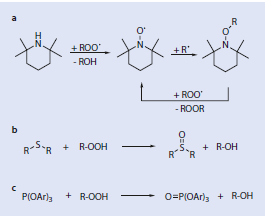 a
H
N
+ ROO•
- ROH
O•
N
+ R•
R
O
N
+ ROO•
- ROOR
b
R S R + R-OOH
O
R S R + R-OH
c P(OAr)₃ + R-OOH O=P(OAr)₃ + R-OH